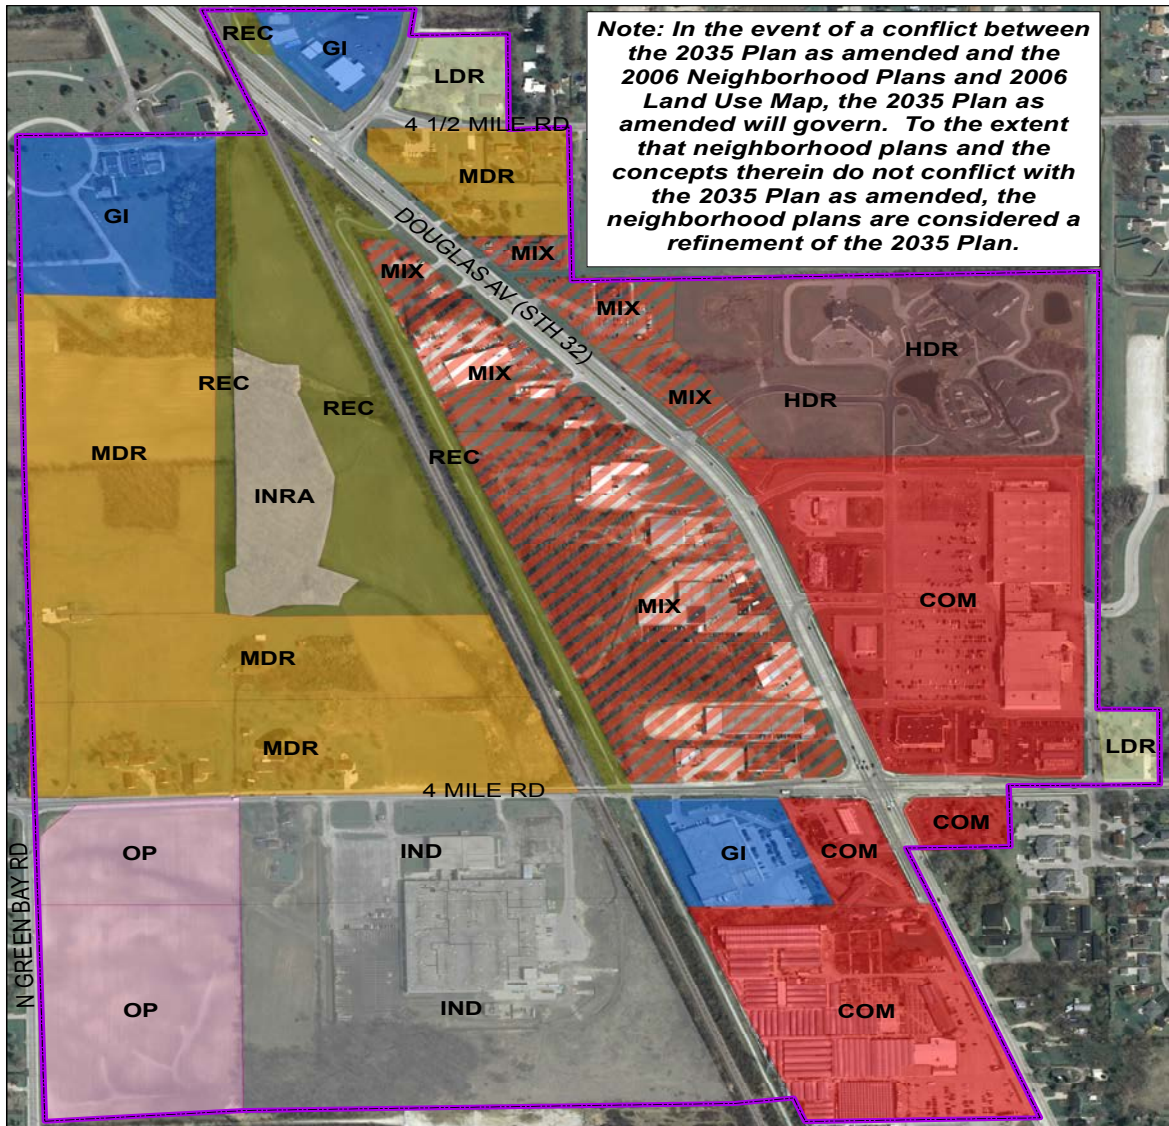 Note: In the event of a conflict between
the 2035 Plan as amended and the
2006 Neighborhood Plans and 2006
Land Use Map, the 2035 Plan as
amended will govern.  To the extent
that neighborhood plans and the
concepts therein do not conflict with
the 2035 Plan as amended, the
neighborhood plans are considered a
refinement of the 2035 Plan.
REC
GI
LDR
4 1/2 MILE RD
MDR
GI
DOUGLAS AV (STH 32)
MIX
MIX
MIX
HDR
MIX
REC
REC
MIX
HDR
MDR
REC
INRA
MIX
COM
MDR
MDR
LDR
4 MILE RD
COM
OP
IND
GI
COM
N GREEN BAY RD
OP
IND
COM